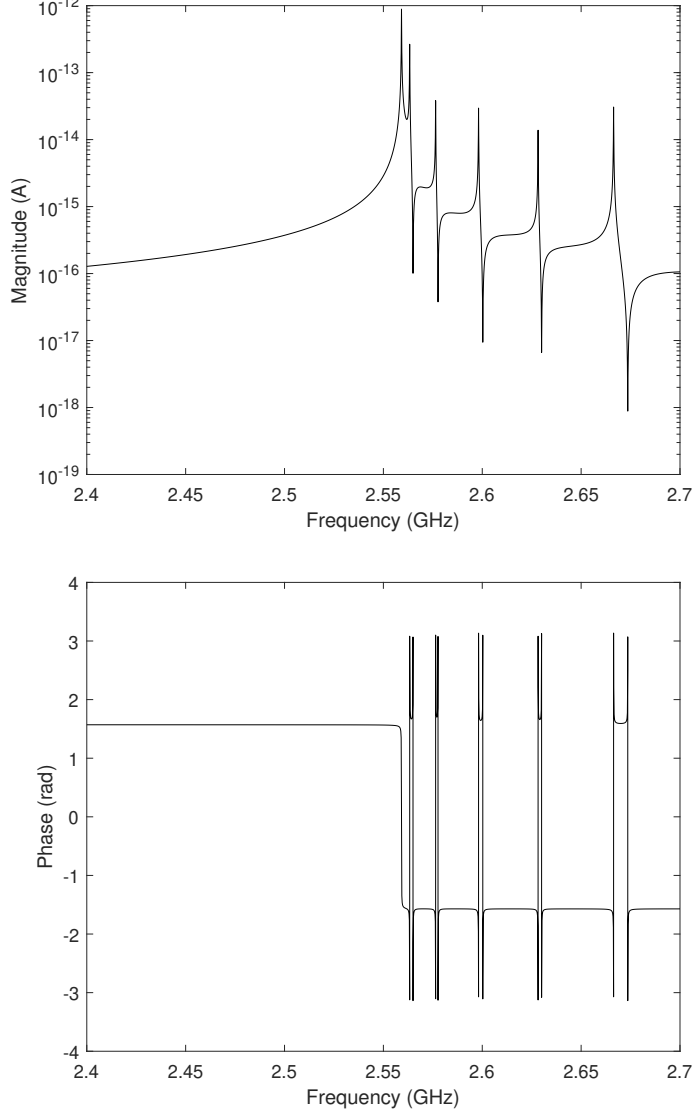 10^-12
10^-13
10^-14
10^-15
10^-16
10^-17
10^-18
10^-19
Magnitude (A)
2.4 2.45 2.5 2.55 2.6 2.65 2.7
Frequency (GHz)
4
3
2
1
0
-1
-2
-3
-4
Phase (rad)
2.4 2.45 2.5 2.55 2.6 2.65 2.7
Frequency (GHz)